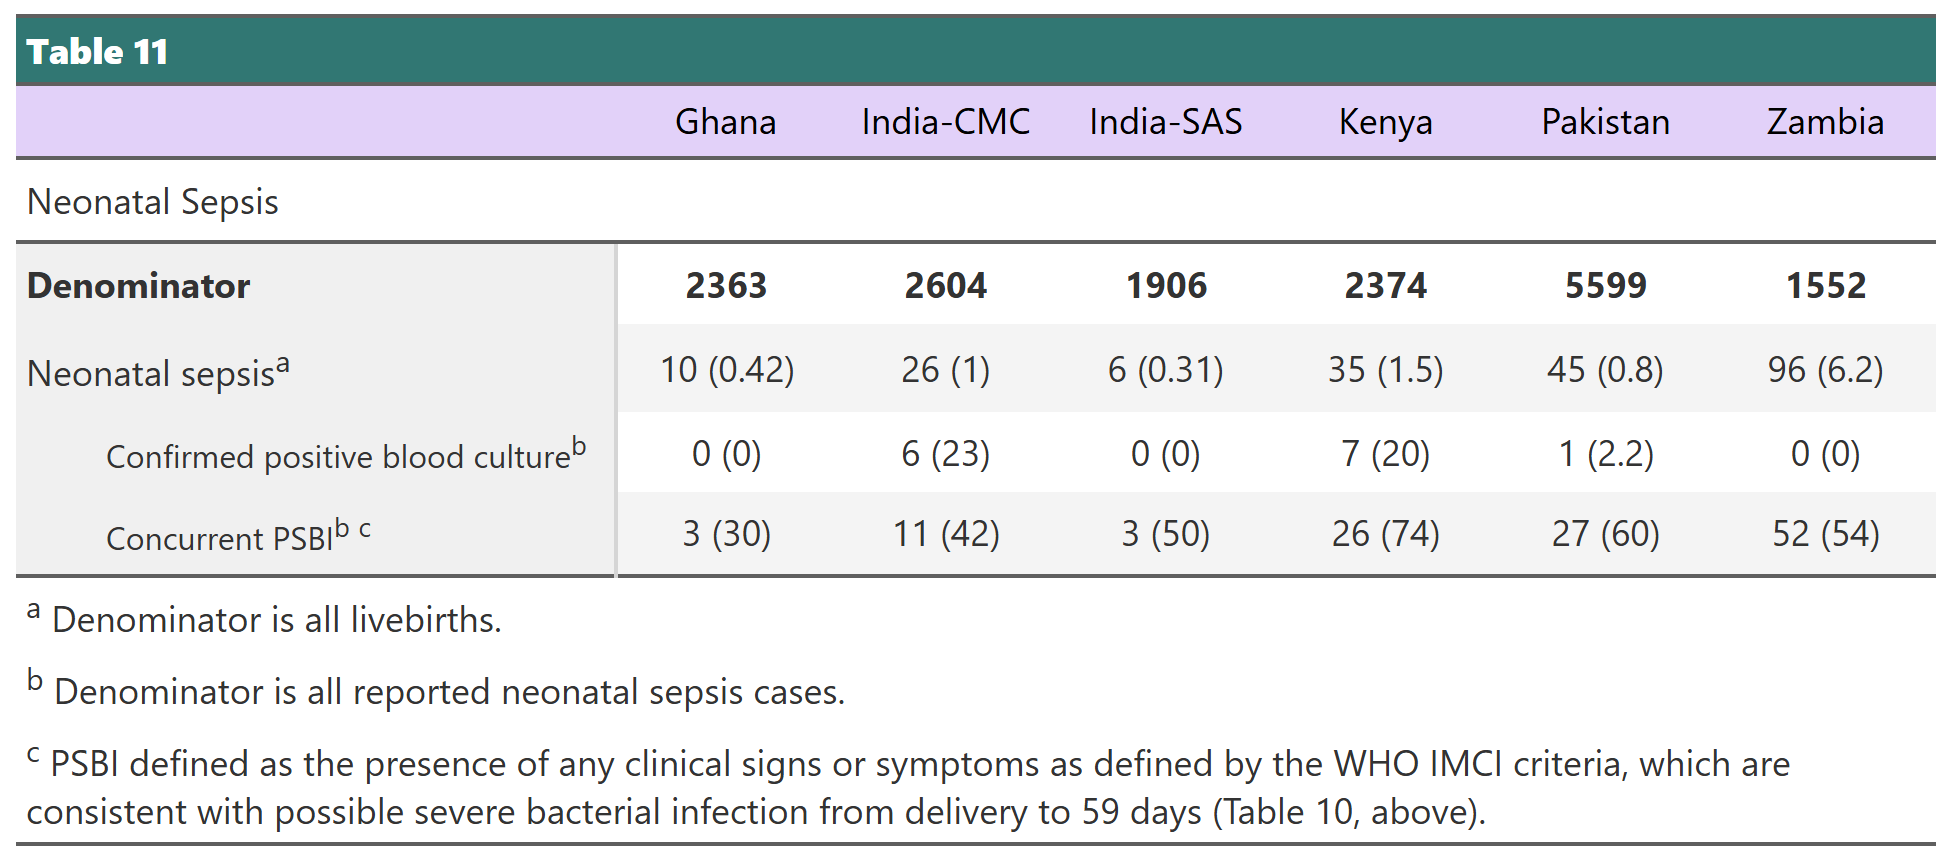 Table 11
Ghana India-CMC India-SAS Kenya Pakistan Zambia
Neonatal Sepsis
Denominator 2363 2604 1906 2374 5599 1552
Neonatal sepsisᵃ 10 (0.42) 26 (1) 6 (0.31) 35 (1.5) 45 (0.8) 96 (6.2)
Confirmed positive blood cultureᵇ 0 (0) 6 (23) 0 (0) 7 (20) 1 (2.2) 0 (0)
Concurrent PSBIᵇ ᶜ 3 (30) 11 (42) 3 (50) 26 (74) 27 (60) 52 (54)
ᵃ Denominator is all livebirths.
ᵇ Denominator is all reported neonatal sepsis cases.
ᶜ PSBI defined as the presence of any clinical signs or symptoms as defined by the WHO IMCI criteria, which are
consistent with possible severe bacterial infection from delivery to 59 days (Table 10, above).